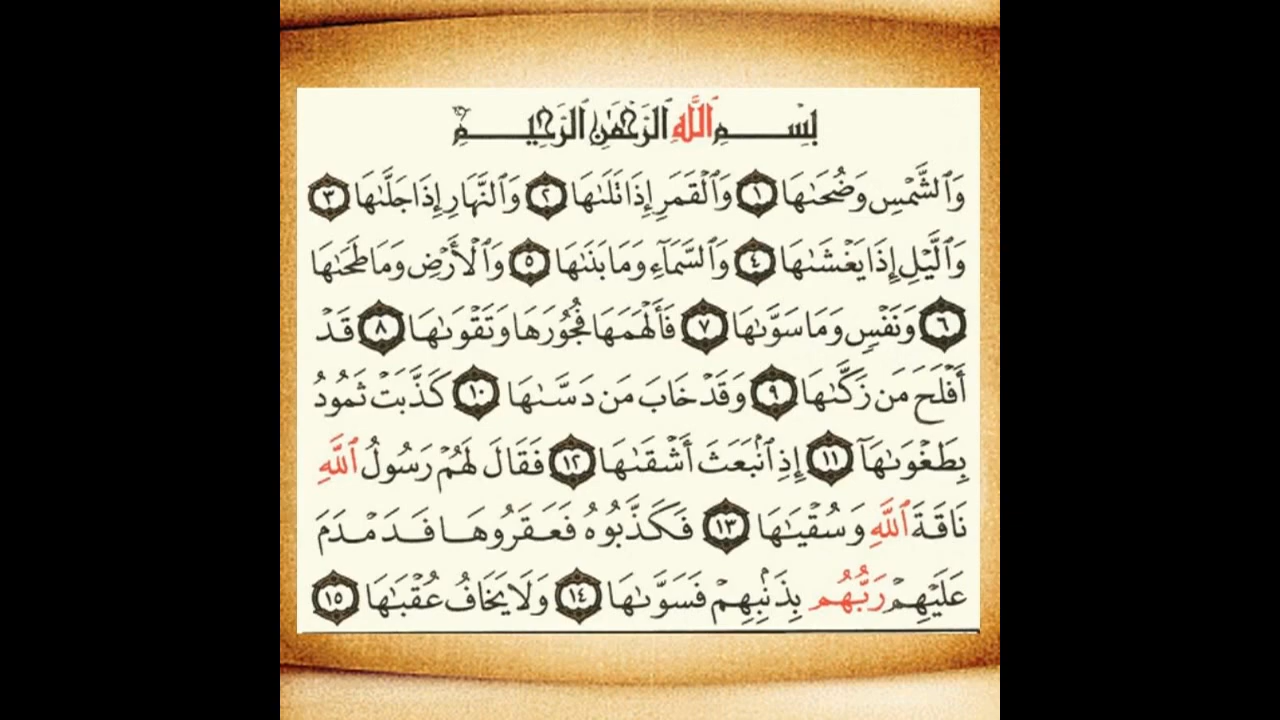 بِسْمِ ٱللَّهِ ٱلرَّحْمَٰنِ ٱلرَّحِيمِ
وَٱلشَّمْسِ وَضُحَىٰهَا ١ وَٱلْقَمَرِ إِذَا تَلَىٰهَا ٢ وَٱلنَّهَارِ إِذَا جَلَّىٰهَا ٣
وَٱلَّيْلِ إِذَا يَغْشَىٰهَا ٤ وَٱلسَّمَآءِ وَمَا بَنَىٰهَا ٥ وَٱلْأَرْضِ وَمَا طَحَىٰهَا
٦ وَنَفْسٍ وَمَا سَوَّىٰهَا ٧ فَأَلْهَمَهَا فُجُورَهَا وَتَقْوَىٰهَا ٨ قَدْ
أَفْلَحَ مَن زَكَّىٰهَا ٩ وَقَدْ خَابَ مَن دَسَّىٰهَا ١٠ كَذَّبَتْ ثَمُودُ
بِطَغْوَىٰهَآ ١١ إِذِ ٱنۢبَعَثَ أَشْقَىٰهَا ١٢ فَقَالَ لَهُمْ رَسُولُ ٱللَّهِ
نَاقَةَ ٱللَّهِ وَسُقْيَٰهَا ١٣ فَكَذَّبُوهُ فَعَقَرُوهَا فَدَمْدَمَ
عَلَيْهِمْ رَبُّهُم بِذَنۢبِهِمْ فَسَوَّىٰهَا ١٤ وَلَا يَخَافُ عُقْبَٰهَا ١٥